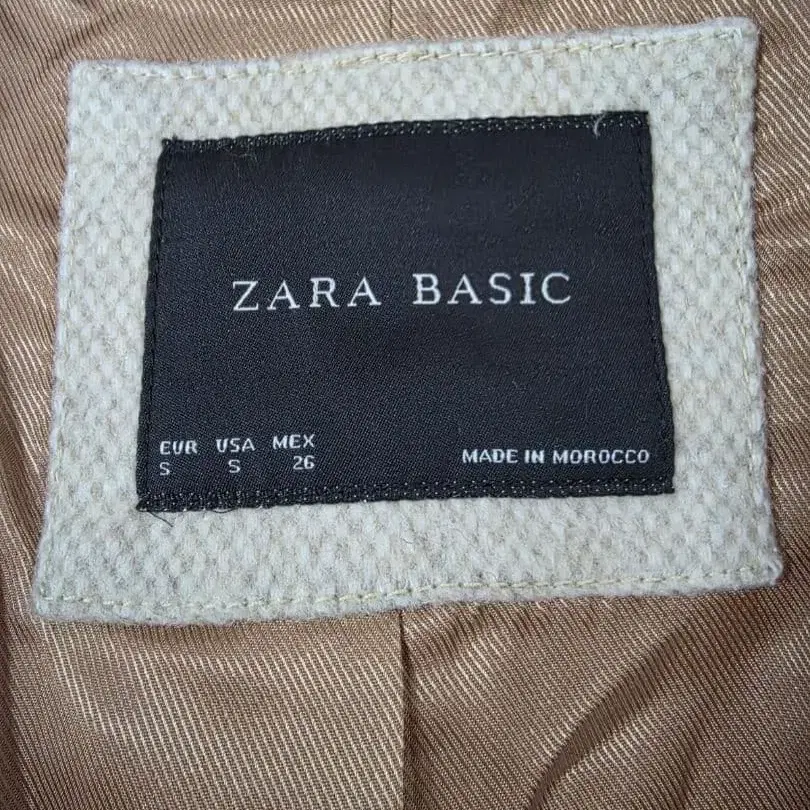 ZARA BASIC
EUR USA MEX
S S 26
MADE IN MOROCCO